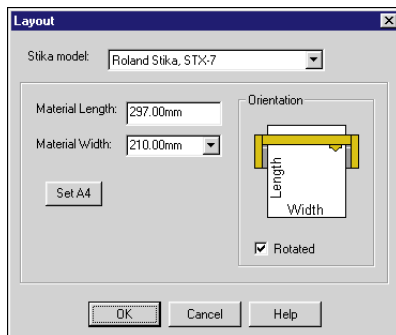 Layout
Stika model:
Roland Stika, STX-7
Material Length:
297.00mm
Material Width:
210.00mm
Set A4
Orientation
Length
Width
Rotated
OK
Cancel
Help